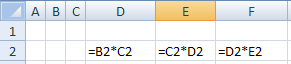 A B C D E F
1
2 =B2*C2 =C2*D2 =D2*E2